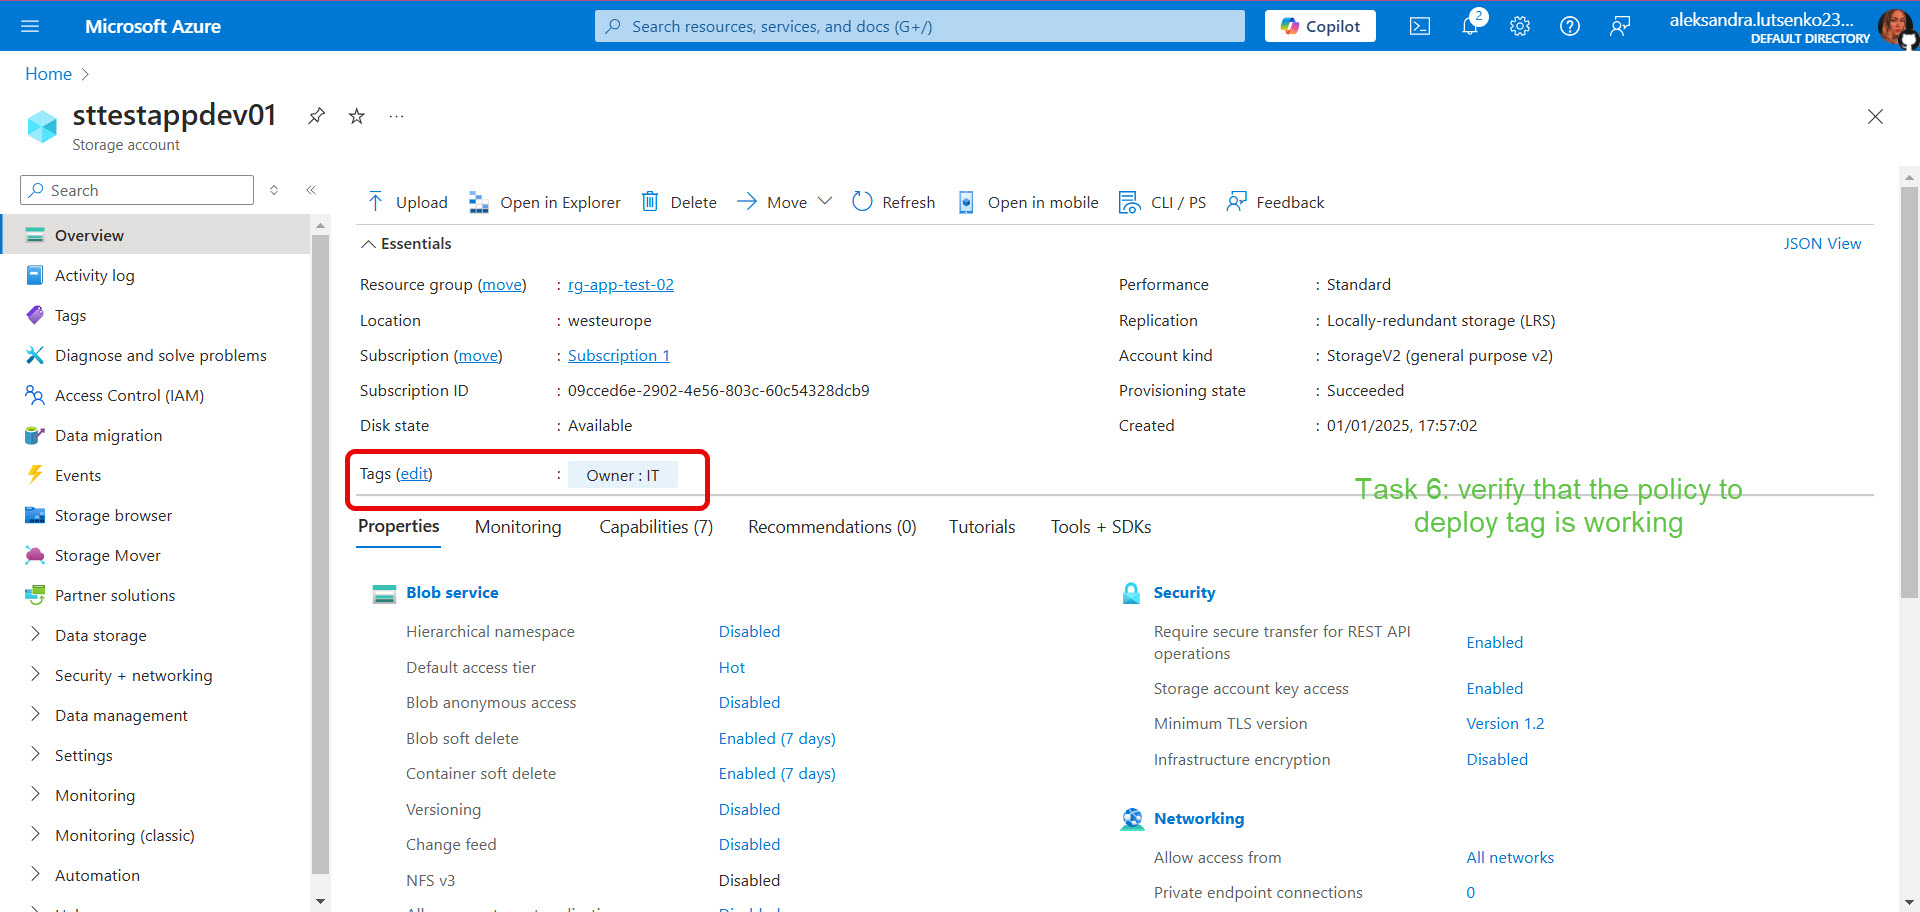 Microsoft Azure
Search resources, services, and docs (G+/)
Copilot
2
aleksandra.lutsenko23...
DEFAULT DIRECTORY
Home
sttestappdev01
...
Storage account
Search
Overview
Activity log
Tags
Diagnose and solve problems
Access Control (IAM)
Data migration
Events
Storage browser
Storage Mover
Partner solutions
Data storage
Security + networking
Data management
Settings
Monitoring
Monitoring (classic)
Automation
Upload Open in Explorer Delete Move Refresh Open in mobile CLI / PS Feedback
Essentials
JSON View
Resource group (move) : rg-app-test-02
Location : westeurope
Subscription (move) : Subscription 1
Subscription ID : 09cced6e-2902-4e56-803c-60c54328dcb9
Disk state : Available
Tags (edit) : Owner : IT
Performance : Standard
Replication : Locally-redundant storage (LRS)
Account kind : StorageV2 (general purpose v2)
Provisioning state : Succeeded
Created : 01/01/2025, 17:57:02
Task 6: verify that the policy to
deploy tag is working
Properties Monitoring Capabilities (7) Recommendations (0) Tutorials Tools + SDKs
Blob service
Hierarchical namespace Disabled
Default access tier Hot
Blob anonymous access Disabled
Blob soft delete Enabled (7 days)
Container soft delete Enabled (7 days)
Versioning Disabled
Change feed Disabled
NFS v3 Disabled
Security
Require secure transfer for REST API
operations Enabled
Storage account key access Enabled
Minimum TLS version Version 1.2
Infrastructure encryption Disabled
Networking
Allow access from All networks
Private endpoint connections 0